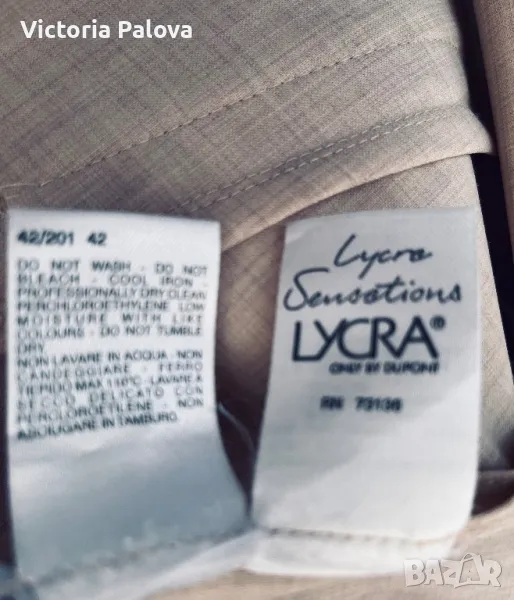 Victoria Palova
42/201 42
DO NOT WASH - DO NOT
BLEACH - COOL IRON -
PROFESSIONALLY DRY CLEAN
PERCHLOROETHYLENE LOW
MOISTURE WITH LIKE
COLOURS - DO NOT TUMBLE
DRY
NON LAVARE IN ACQUA - NON
CANDEGGIARE - FERRO
TIEPIDO MAX 110°C - LAVARE A
SECCO DELICATO CON
PERCLOROETILENE - NON
ASCIUGARE IN TAMBURO
Lycra
Sensations
LYCRA®
ONLY BY DUPONT
RN 73136
BAZAR